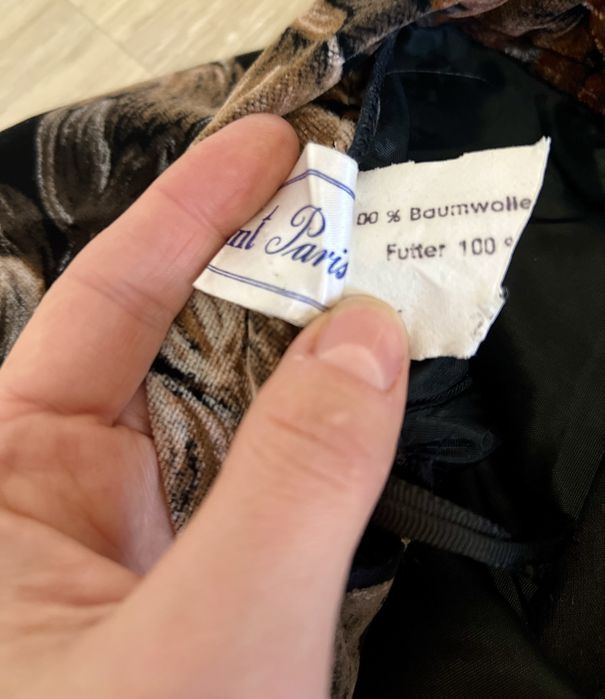 Paris
00 % Baumwolle
Futter 100